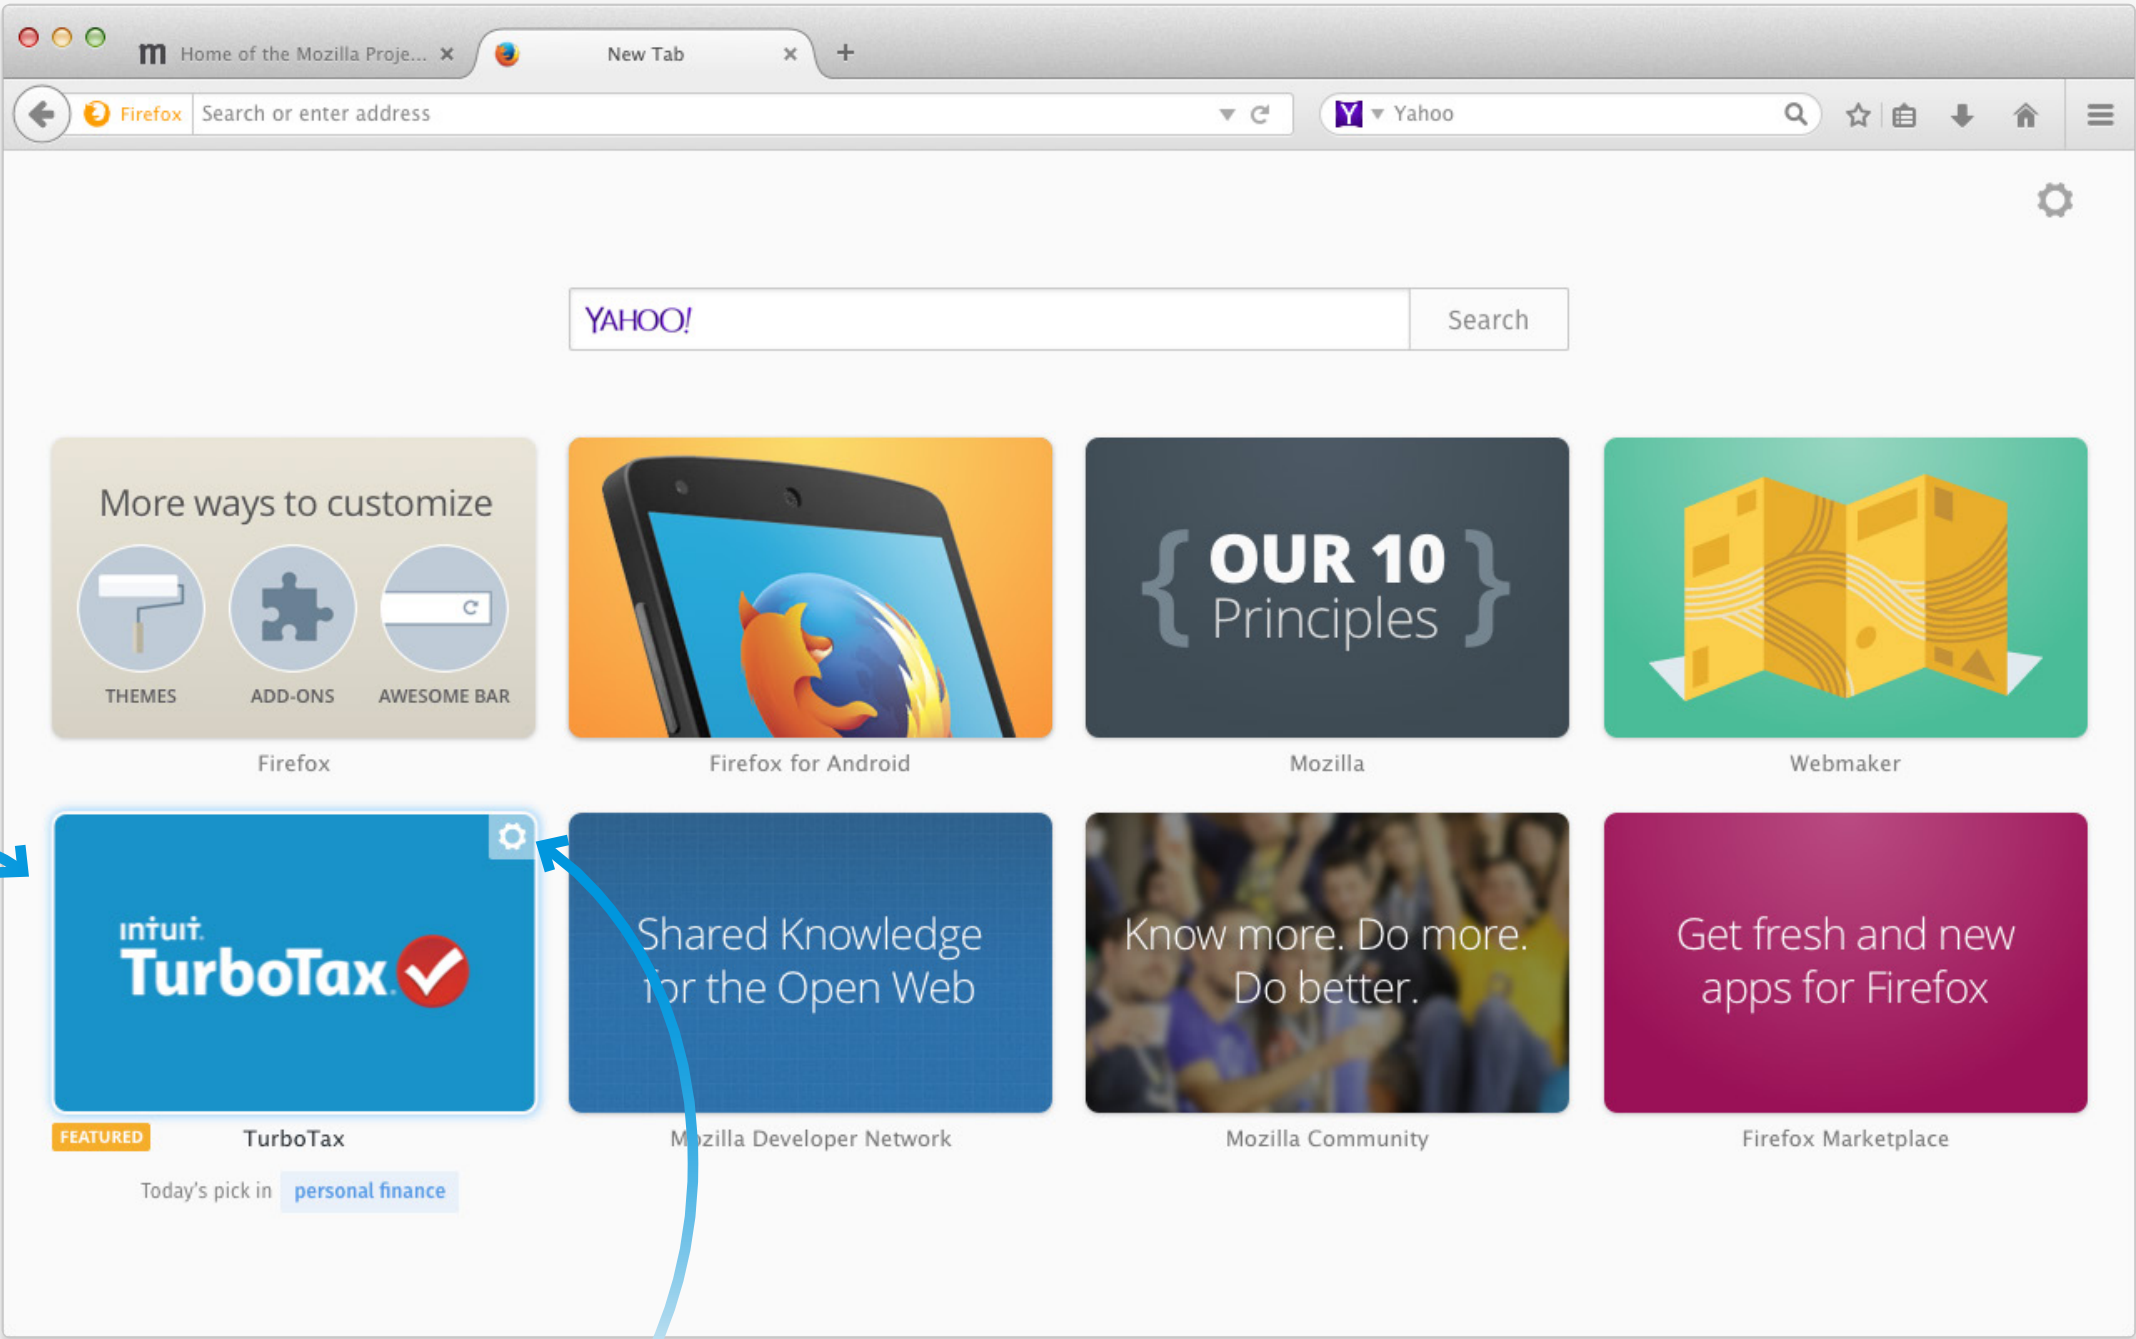 m Home of the Mozilla Proje...
New Tab
Firefox
Search or enter address
Y Yahoo
YAHOO!
Search
More ways to customize
THEMES
ADD-ONS
AWESOME BAR
Firefox
Firefox for Android
{ OUR 10
Principles }
Mozilla
Webmaker
intuit.
TurboTax
FEATURED
TurboTax
Today's pick in personal finance
Shared Knowledge
for the Open Web
Mozilla Developer Network
Know more. Do more.
Do better.
Mozilla Community
Get fresh and new
apps for Firefox
Firefox Marketplace